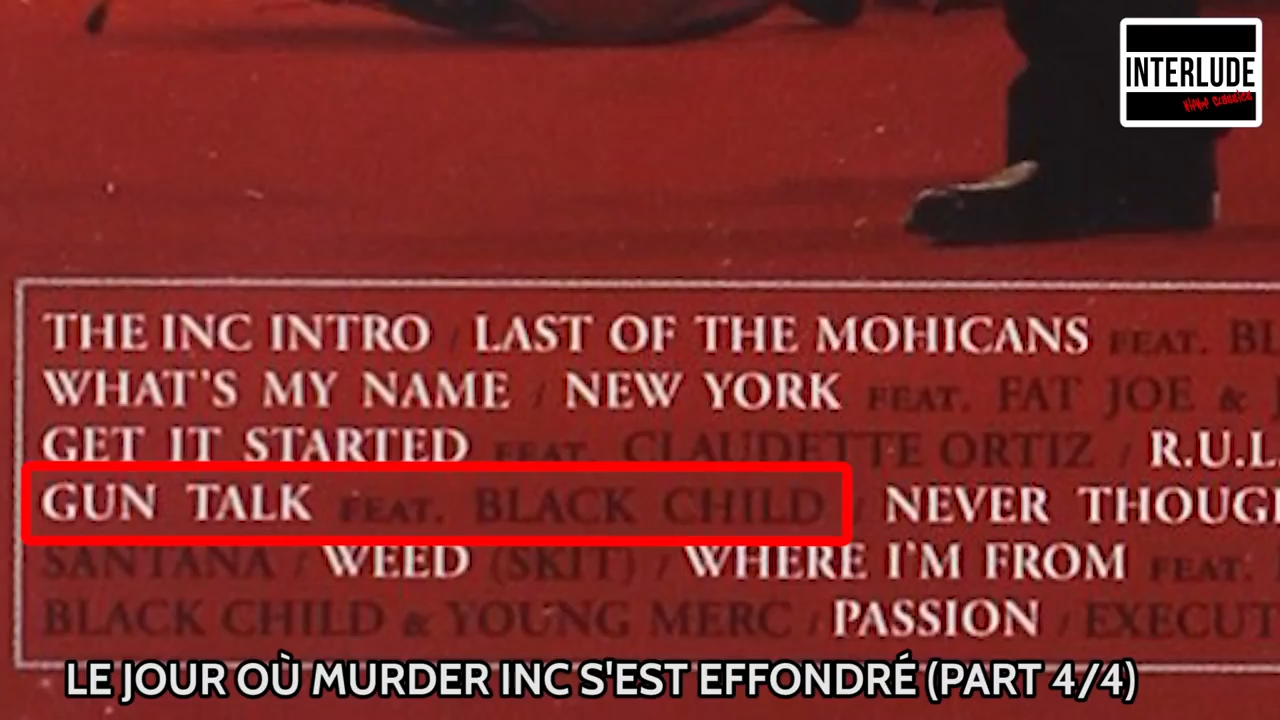 INTERLUDE
HIPHOP CLASSICS
THE INC INTRO / LAST OF THE MOHICANS FEAT.
WHAT'S MY NAME / NEW YORK FEAT. FAT JOE &
GET IT STARTED FEAT. CLAUDETTE ORTIZ / R.U.L.
GUN TALK FEAT. BLACK CHILD / NEVER
SANTANA / WEED (SKIT) / WHERE I'M FROM FEAT.
BLACK CHILD & YOUNG MERC / PASSION /
LE JOUR OÙ MURDER INC S'EST EFFONDRÉ (PART 4/4)